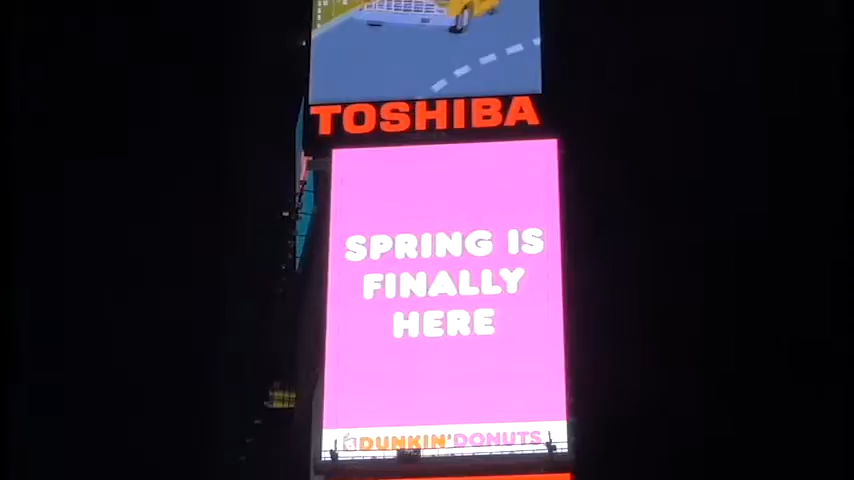 TOSHIBA
SPRING IS
FINALLY
HERE
DUNKIN'DONUTS